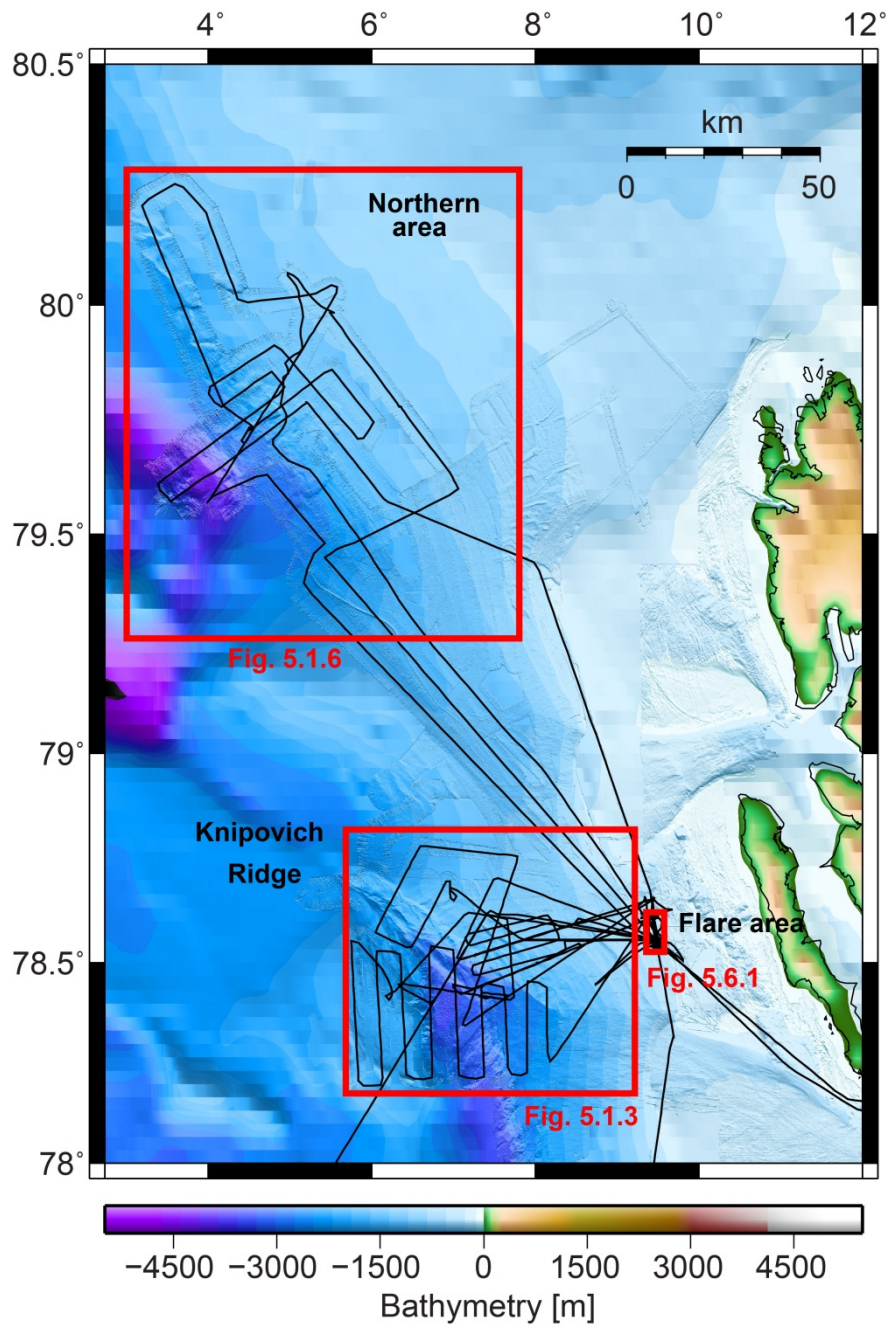 4° 6° 8° 10° 12°
80.5°
km
0 50
Northern
area
80°
79.5°
Fig. 5.1.6
79°
Knipovich
Ridge
Flare area
78.5°
Fig. 5.6.1
Fig. 5.1.3
78°
−4500 −3000 −1500 0 1500 3000 4500
Bathymetry [m]